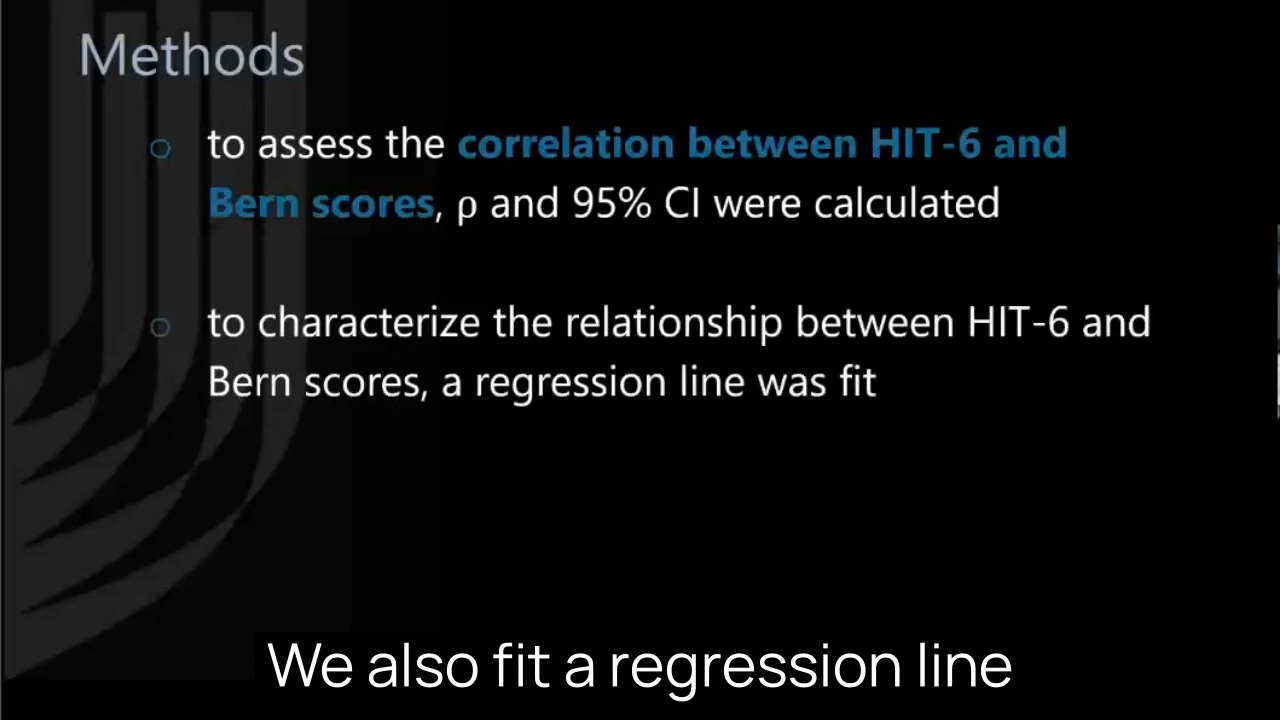 Methods
o to assess the correlation between HIT-6 and
Bern scores, ρ and 95% CI were calculated
o to characterize the relationship between HIT-6 and
Bern scores, a regression line was fit
We also fit a regression line